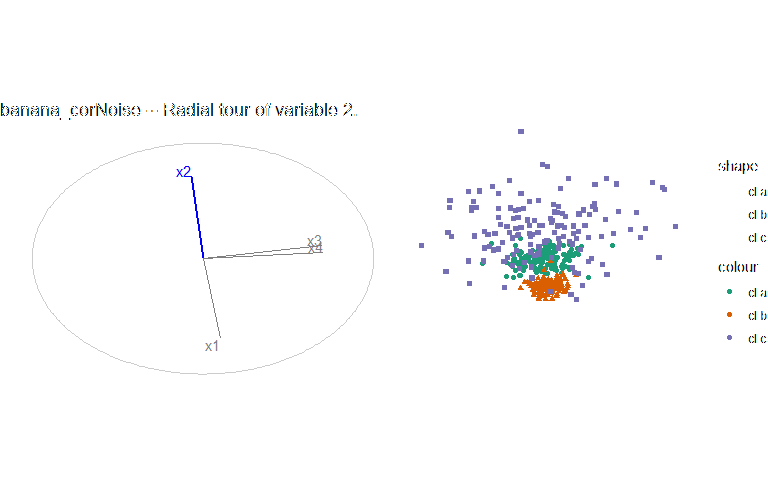 banana_corNoise -- Radial tour of variable 2.
x2
x3
x4
x1
shape
cl a
cl b
cl c
colour
cl a
cl b
cl c